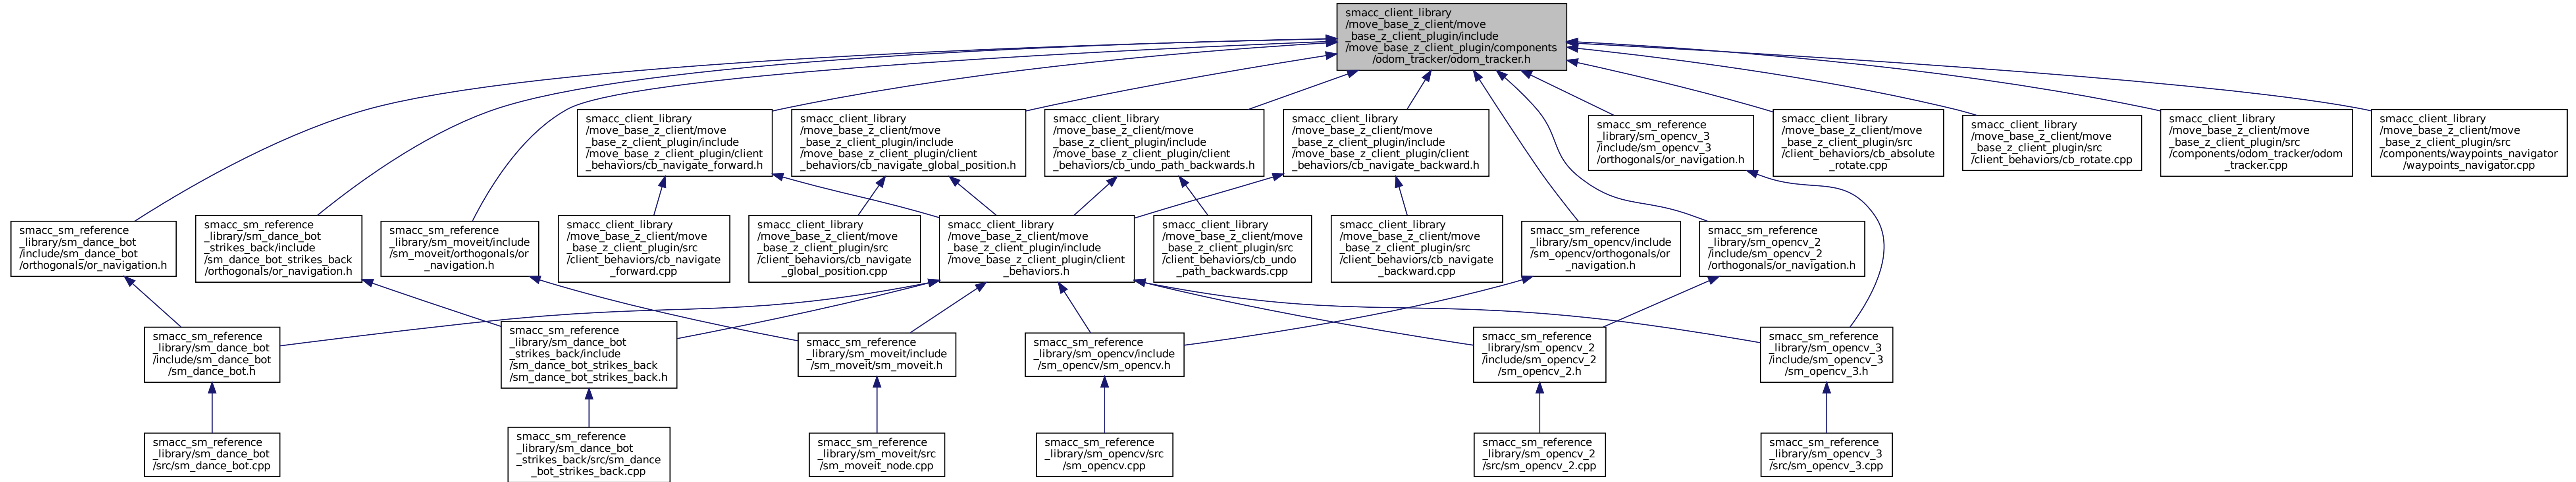 smacc_client_library
/move_base_z_client/move
_base_z_client_plugin/include
/move_base_z_client_plugin/components
/odom_tracker/odom_tracker.h
smacc_client_library
/move_base_z_client/move
_base_z_client_plugin/include
/move_base_z_client_plugin/client
_behaviors/cb_navigate_forward.h
smacc_client_library
/move_base_z_client/move
_base_z_client_plugin/include
/move_base_z_client_plugin/client
_behaviors/cb_navigate_global_position.h
smacc_client_library
/move_base_z_client/move
_base_z_client_plugin/include
/move_base_z_client_plugin/client
_behaviors/cb_undo_path_backwards.h
smacc_client_library
/move_base_z_client/move
_base_z_client_plugin/include
/move_base_z_client_plugin/client
_behaviors/cb_navigate_backward.h
smacc_sm_reference
_library/sm_opencv_3
/include/sm_opencv_3
/orthogonals/or_navigation.h
smacc_client_library
/move_base_z_client/move
_base_z_client_plugin/src
/client_behaviors/cb_absolute
_rotate.cpp
smacc_client_library
/move_base_z_client/move
_base_z_client_plugin/src
/client_behaviors/cb_rotate.cpp
smacc_client_library
/move_base_z_client/move
_base_z_client_plugin/src
/components/odom_tracker/odom
_tracker.cpp
smacc_client_library
/move_base_z_client/move
_base_z_client_plugin/src
/components/waypoints_navigator
/waypoints_navigator.cpp
smacc_sm_reference
_library/sm_dance_bot
/include/sm_dance_bot
/orthogonals/or_navigation.h
smacc_sm_reference
_library/sm_dance_bot
_strikes_back/include
/sm_dance_bot_strikes_back
/orthogonals/or_navigation.h
smacc_sm_reference
_library/sm_moveit/include
/sm_moveit/orthogonals/or
_navigation.h
smacc_client_library
/move_base_z_client/move
_base_z_client_plugin/src
/client_behaviors/cb_navigate
_forward.cpp
smacc_client_library
/move_base_z_client/move
_base_z_client_plugin/src
/client_behaviors/cb_navigate
_global_position.cpp
smacc_client_library
/move_base_z_client/move
_base_z_client_plugin/include
/move_base_z_client_plugin/client
_behaviors.h
smacc_client_library
/move_base_z_client/move
_base_z_client_plugin/src
/client_behaviors/cb_undo
_path_backwards.cpp
smacc_client_library
/move_base_z_client/move
_base_z_client_plugin/src
/client_behaviors/cb_navigate
_backward.cpp
smacc_sm_reference
_library/sm_opencv/include
/sm_opencv/orthogonals/or
_navigation.h
smacc_sm_reference
_library/sm_opencv_2
/include/sm_opencv_2
/orthogonals/or_navigation.h
smacc_sm_reference
_library/sm_dance_bot
/include/sm_dance_bot
/sm_dance_bot.h
smacc_sm_reference
_library/sm_dance_bot
_strikes_back/include
/sm_dance_bot_strikes_back
/sm_dance_bot_strikes_back.h
smacc_sm_reference
_library/sm_moveit/include
/sm_moveit/sm_moveit.h
smacc_sm_reference
_library/sm_opencv/include
/sm_opencv/sm_opencv.h
smacc_sm_reference
_library/sm_opencv_2
/include/sm_opencv_2
/sm_opencv_2.h
smacc_sm_reference
_library/sm_opencv_3
/include/sm_opencv_3
/sm_opencv_3.h
smacc_sm_reference
_library/sm_dance_bot
/src/sm_dance_bot.cpp
smacc_sm_reference
_library/sm_dance_bot
_strikes_back/src/sm_dance
_bot_strikes_back.cpp
smacc_sm_reference
_library/sm_moveit/src
/sm_moveit_node.cpp
smacc_sm_reference
_library/sm_opencv/src
/sm_opencv.cpp
smacc_sm_reference
_library/sm_opencv_2
/src/sm_opencv_2.cpp
smacc_sm_reference
_library/sm_opencv_3
/src/sm_opencv_3.cpp